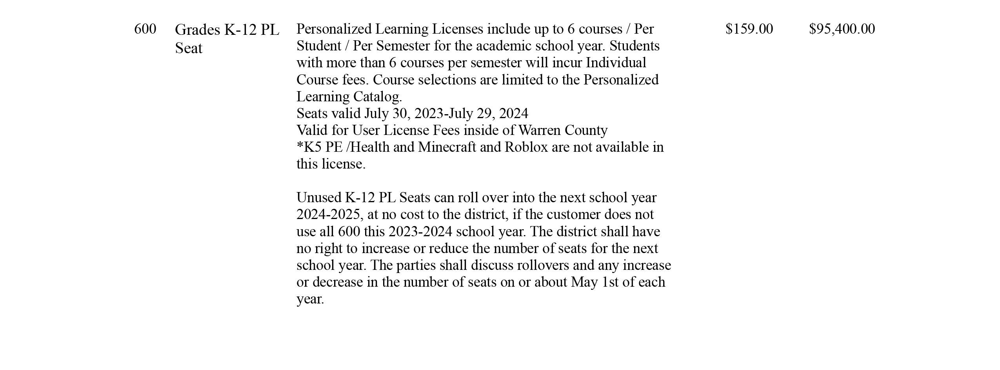 600 Grades K-12 PL Personalized Learning Licenses include up to 6 courses / Per $159.00 $95,400.00
Seat Student / Per Semester for the academic school year. Students
with more than 6 courses per semester will incur Individual
Course fees. Course selections are limited to the Personalized
Learning Catalog.
Seats valid July 30, 2023-July 29, 2024
Valid for User License Fees inside of Warren County
*K5 PE /Health and Minecraft and Roblox are not available in
this license.
Unused K-12 PL Seats can roll over into the next school year
2024-2025, at no cost to the district, if the customer does not
use all 600 this 2023-2024 school year. The district shall have
no right to increase or reduce the number of seats for the next
school year. The parties shall discuss rollovers and any increase
or decrease in the number of seats on or about May 1st of each
year.